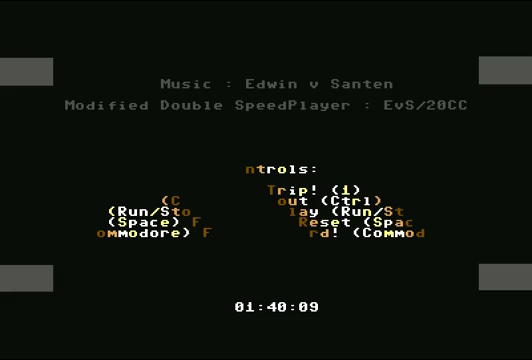 Music : Edwin v Santen
Modified Double SpeedPlayer : EvS/20CC
ntrols:
Trip! (1)
(C out (Ctrl)
(Run/Sto lay (Run/St
(Space) F Reset (Spac
ommodore) F rd! (Commod
01:40:09